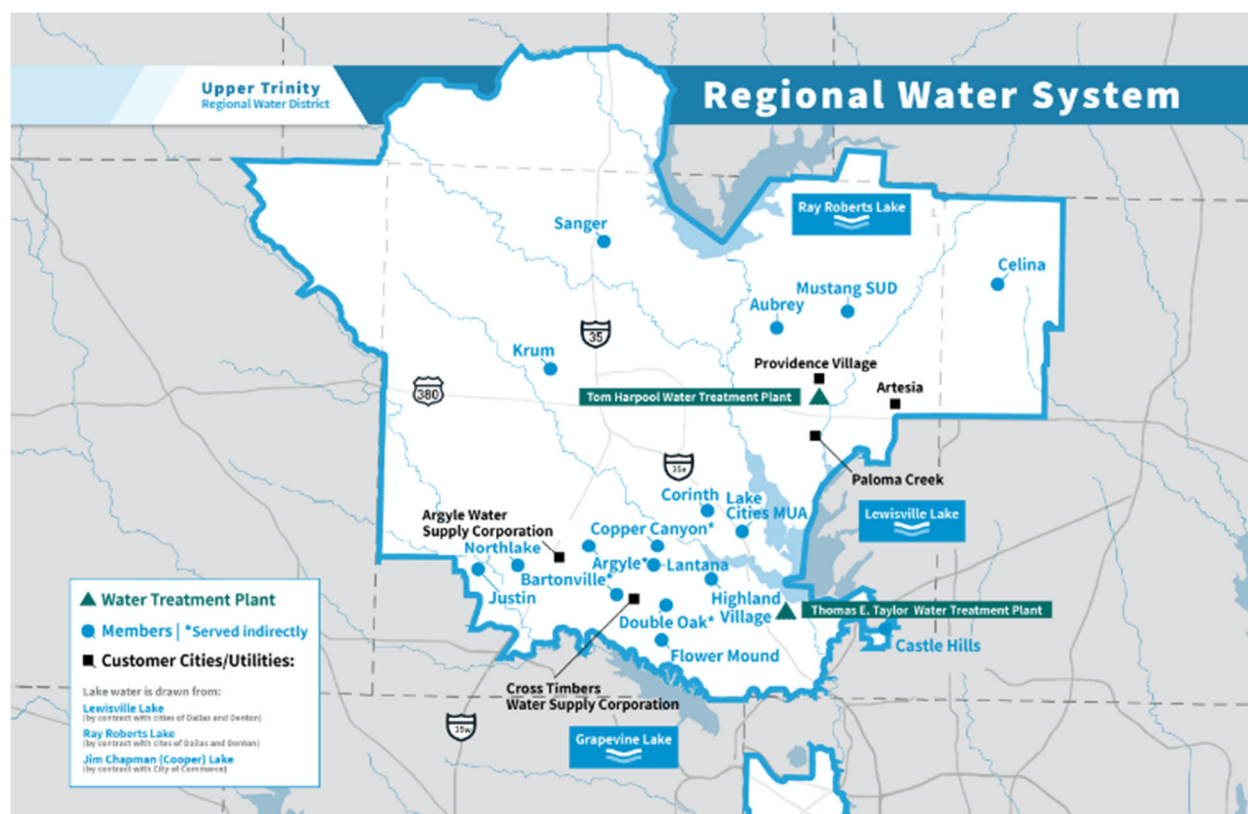 Upper Trinity
Regional Water District
Regional Water System
Ray Roberts Lake
Sanger
Celina
Mustang SUD
Aubrey
35
Krum
Providence Village
380
Tom Harpool Water Treatment Plant
Artesia
35e
Paloma Creek
Corinth
Lake
Cities MUA
Lewisville Lake
Argyle Water
Supply Corporation
Copper Canyon*
Northlake
Argyle*
Lantana
Bartonville*
Justin
Highland
Village
Thomas E. Taylor Water Treatment Plant
Double Oak*
Castle Hills
Flower Mound
Cross Timbers
Water Supply Corporation
35w
Grapevine Lake
Water Treatment Plant
Members | *Served indirectly
Customer Cities/Utilities:
Lake water is drawn from:
Lewisville Lake
(by contract with cities of Dallas and Denton)
Ray Roberts Lake
(by contract with cites of Dallas and Denton)
Jim Chapman (Cooper) Lake
(by contract with City of Commerce)